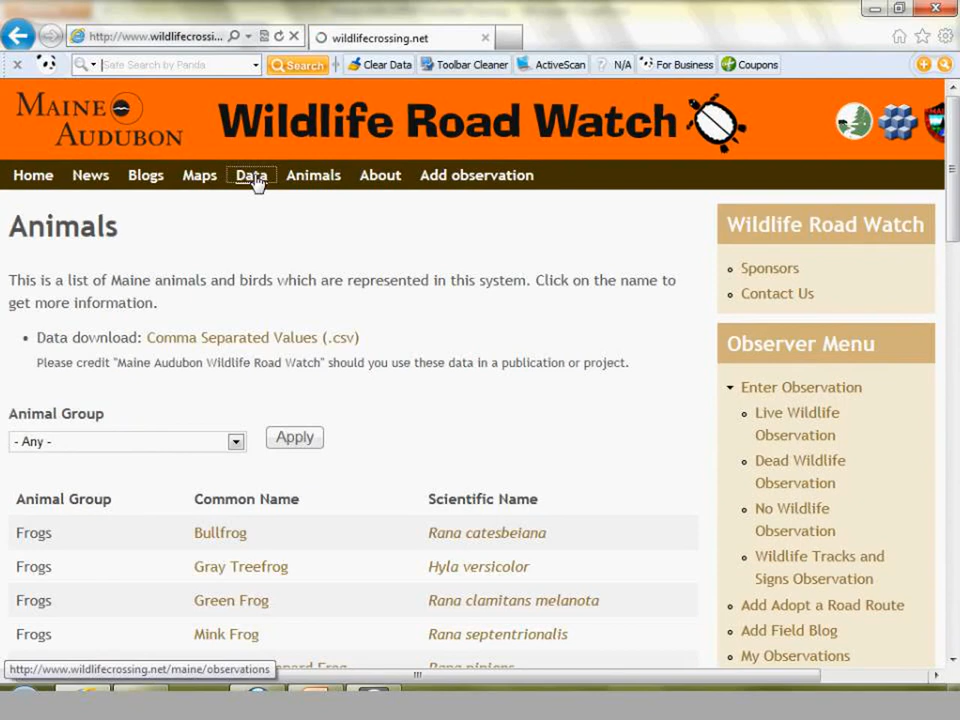 http://www.wildlifecrossi...
wildlifecrossing.net
Safe Search by Panda
Search
Clear Data
Toolbar Cleaner
ActiveScan
N/A
For Business
Coupons
MAINE AUDUBON
Wildlife Road Watch
Home News Blogs Maps Data Animals About Add observation
Animals
This is a list of Maine animals and birds which are represented in this system. Click on the name to
get more information.
Data download: Comma Separated Values (.csv)
Please credit "Maine Audubon Wildlife Road Watch" should you use these data in a publication or project.
Animal Group
- Any -
Apply
Animal Group Common Name Scientific Name
Frogs Bullfrog Rana catesbeiana
Frogs Gray Treefrog Hyla versicolor
Frogs Green Frog Rana clamitans melanota
Frogs Mink Frog Rana septentrionalis
Wildlife Road Watch
Sponsors
Contact Us
Observer Menu
Enter Observation
Live Wildlife
Observation
Dead Wildlife
Observation
No Wildlife
Observation
Wildlife Tracks and
Signs Observation
Add Adopt a Road Route
Add Field Blog
My Observations
http://www.wildlifecrossing.net/maine/observations